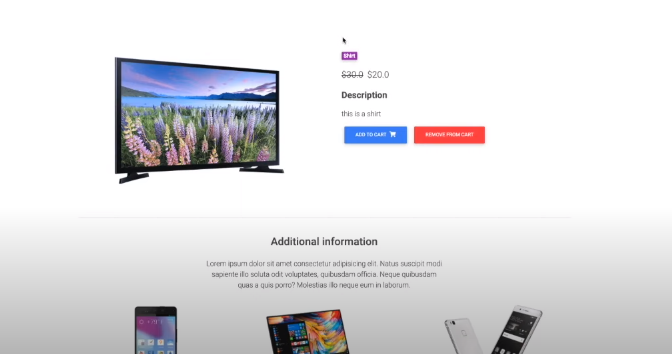 $30.0 $20.0
Description
this is a shirt
ADD TO CART
REMOVE FROM CART
Additional information
Lorem ipsum dolor sit amet consectetur adipisicing elit. Natus suscipit modi
sapiente illo soluta odit voluptates, quibusdam officia. Neque quibusdam
quas a quis porro? Molestias illo neque eum in laborum.